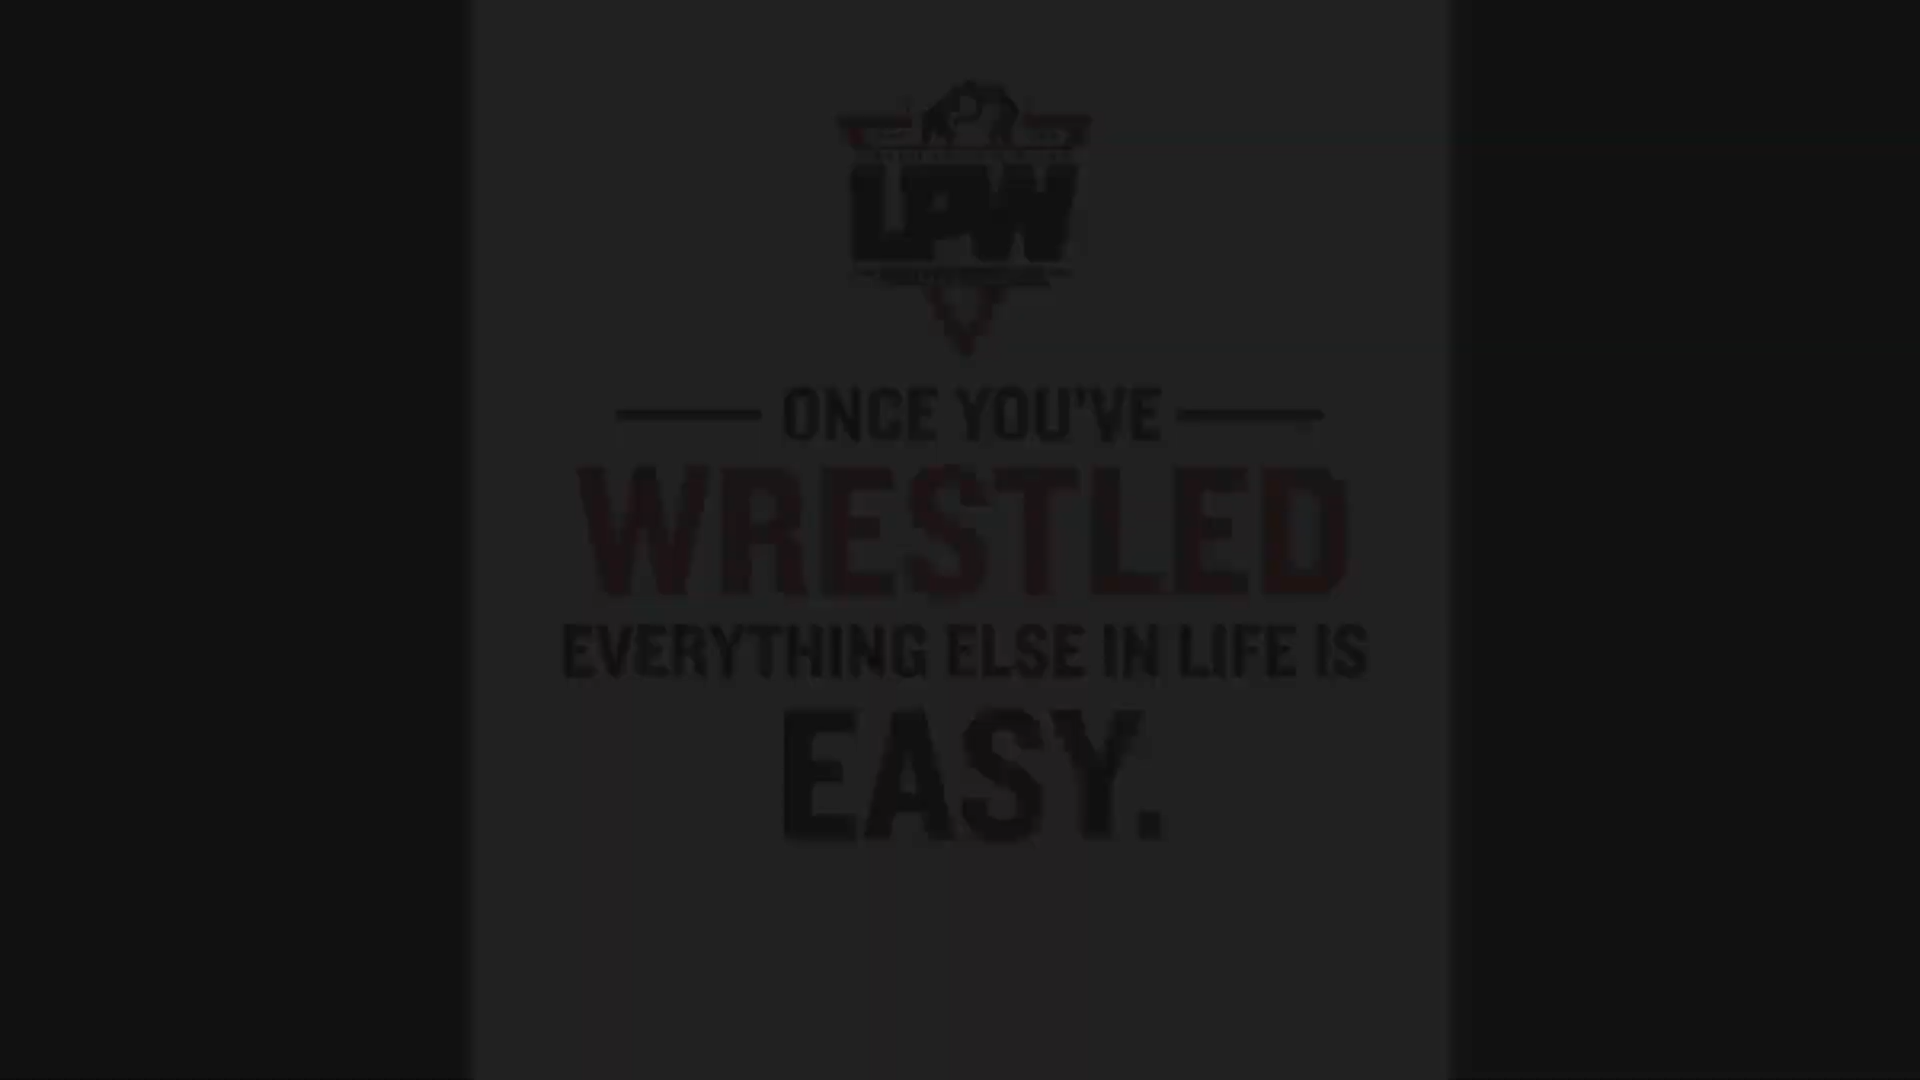 LPW
ONCE YOU'VE
WRESTLED
EVERYTHING ELSE IN LIFE IS
EASY.